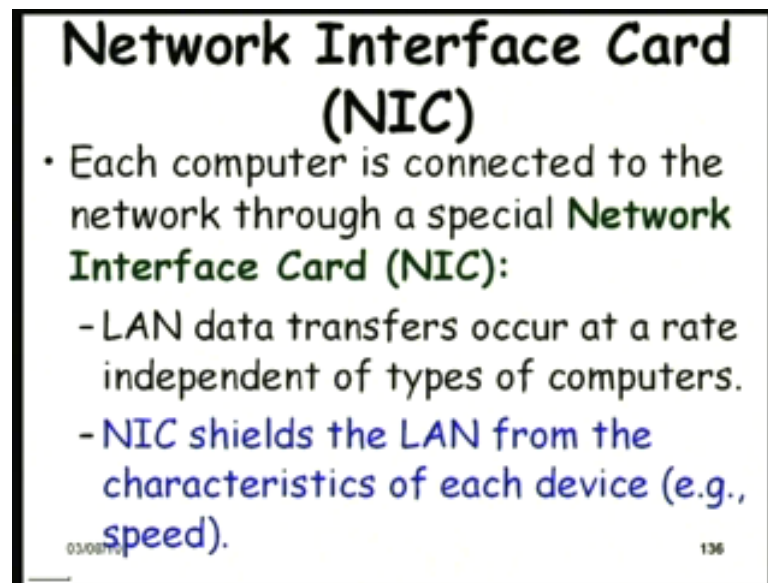 Network Interface Card
(NIC)
• Each computer is connected to the
network through a special Network
Interface Card (NIC):
– LAN data transfers occur at a rate
independent of types of computers.
– NIC shields the LAN from the
characteristics of each device (e.g.,
speed).
136